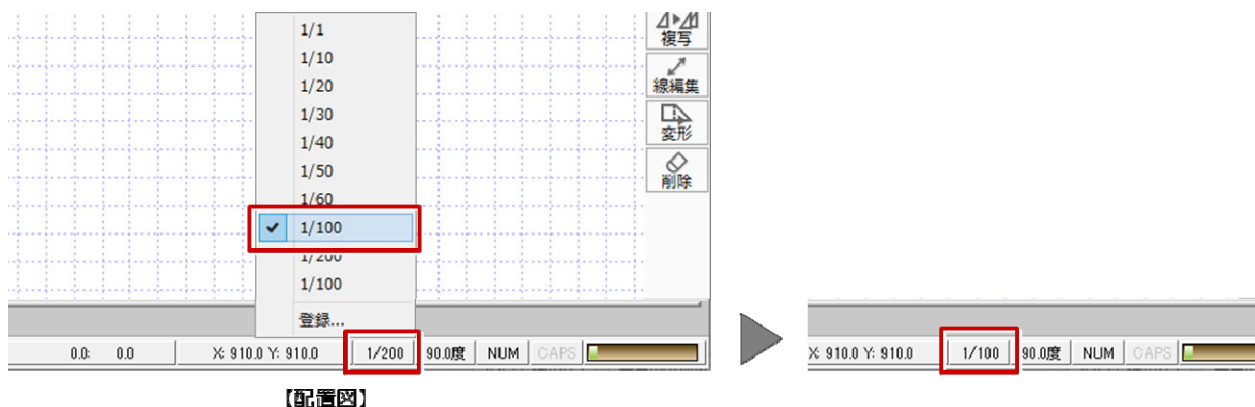 1/1
1/10
1/20
1/30
1/40
1/50
1/60
1/100
1/200
1/100
登録...
複写
線編集
変形
削除
0.0: 0.0 X: 910.0 Y: 910.0 1/200 90.0度 NUM CAPS
X: 910.0 Y: 910.0 1/100 90.0度 NUM CAPS
【配置図】